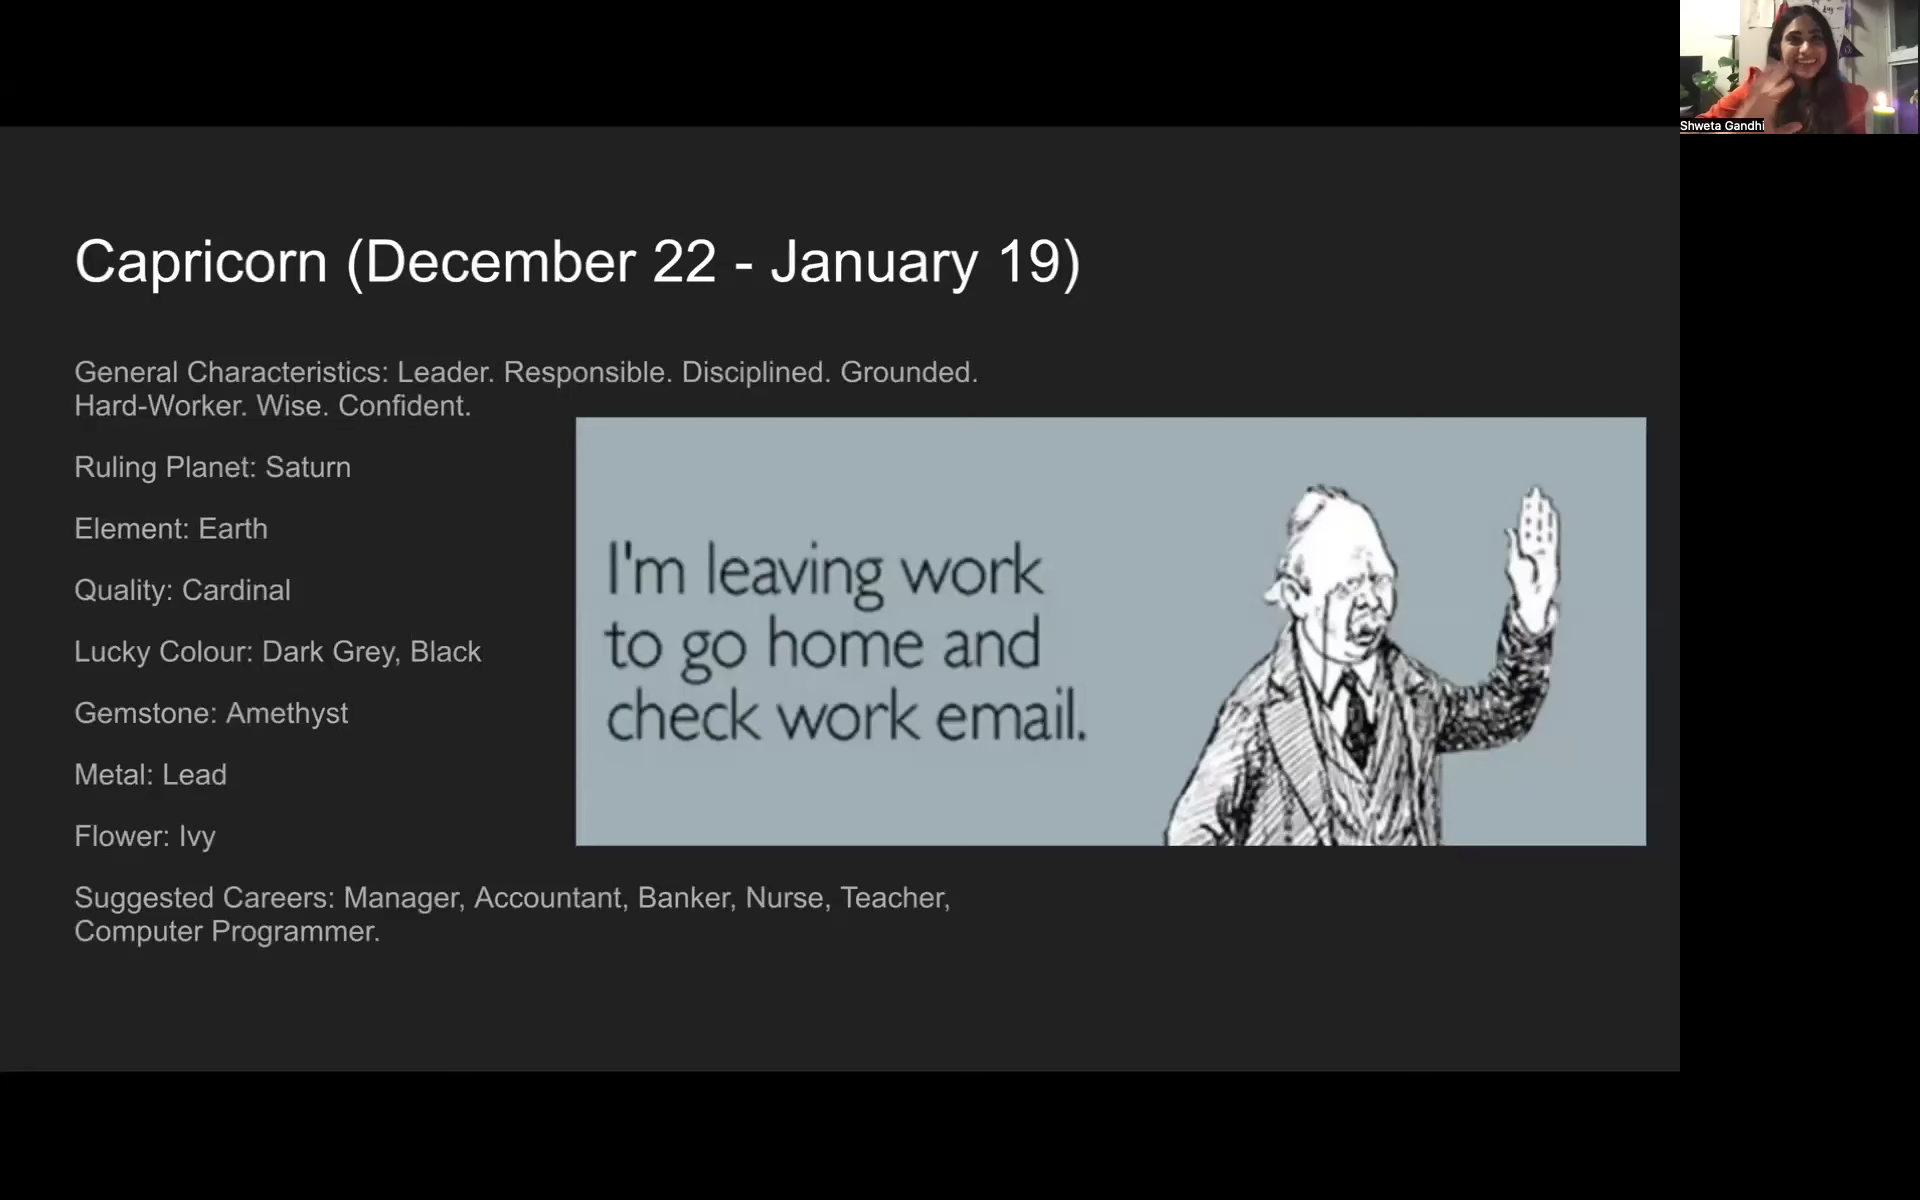 Shweta Gandhi
Capricorn (December 22 - January 19)
General Characteristics: Leader. Responsible. Disciplined. Grounded.
Hard-Worker. Wise. Confident.
Ruling Planet: Saturn
Element: Earth
Quality: Cardinal
Lucky Colour: Dark Grey, Black
Gemstone: Amethyst
Metal: Lead
Flower: Ivy
Suggested Careers: Manager, Accountant, Banker, Nurse, Teacher,
Computer Programmer.
I'm leaving work
to go home and
check work email.